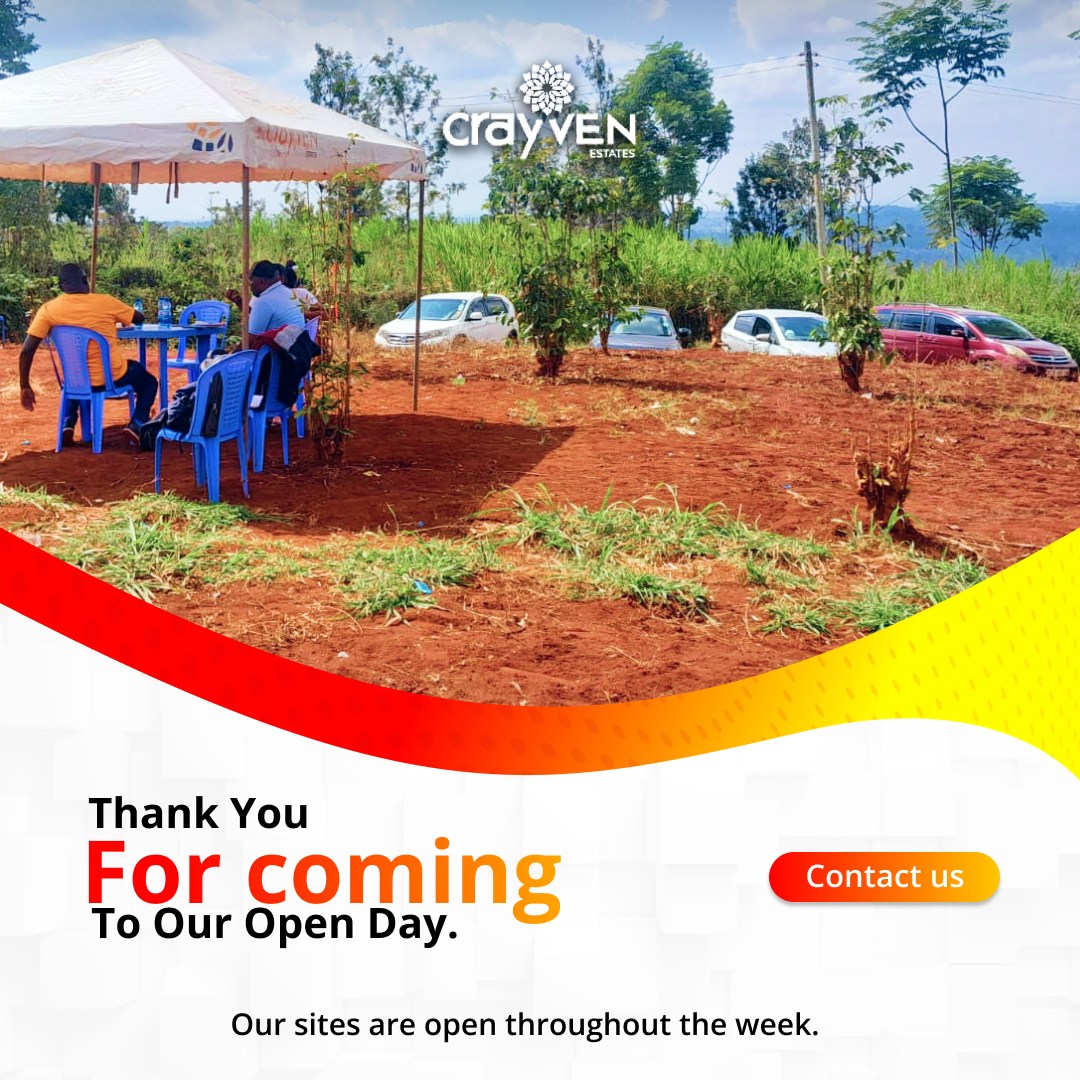 crayVEN
ESTATES
Thank You
For coming
To Our Open Day.
Contact us
Our sites are open throughout the week.